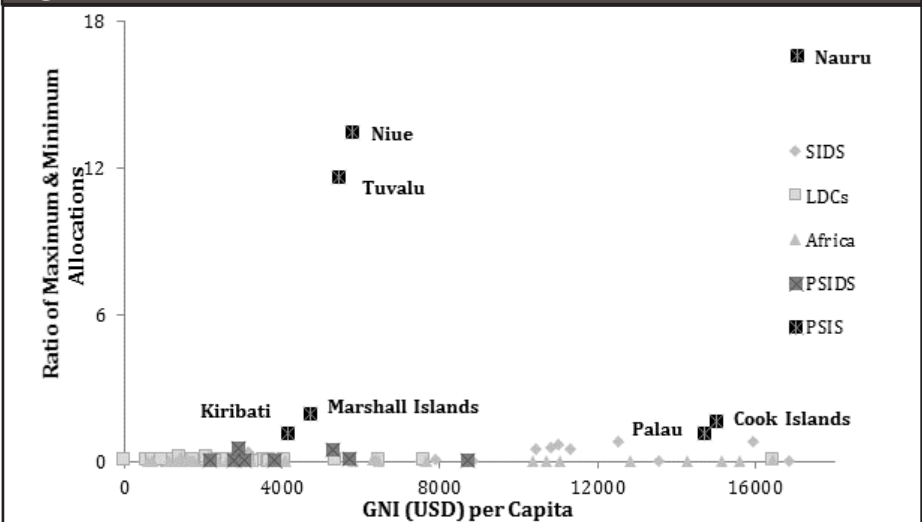 18
12
6
0
Ratio of Maximum & Minimum
Allocations
Nauru
Niue
Tuvalu
SIDS
LDCs
Africa
PSIDS
PSIS
Kiribati
Marshall Islands
Palau
Cook Islands
0
4000
8000
12000
16000
GNI (USD) per Capita